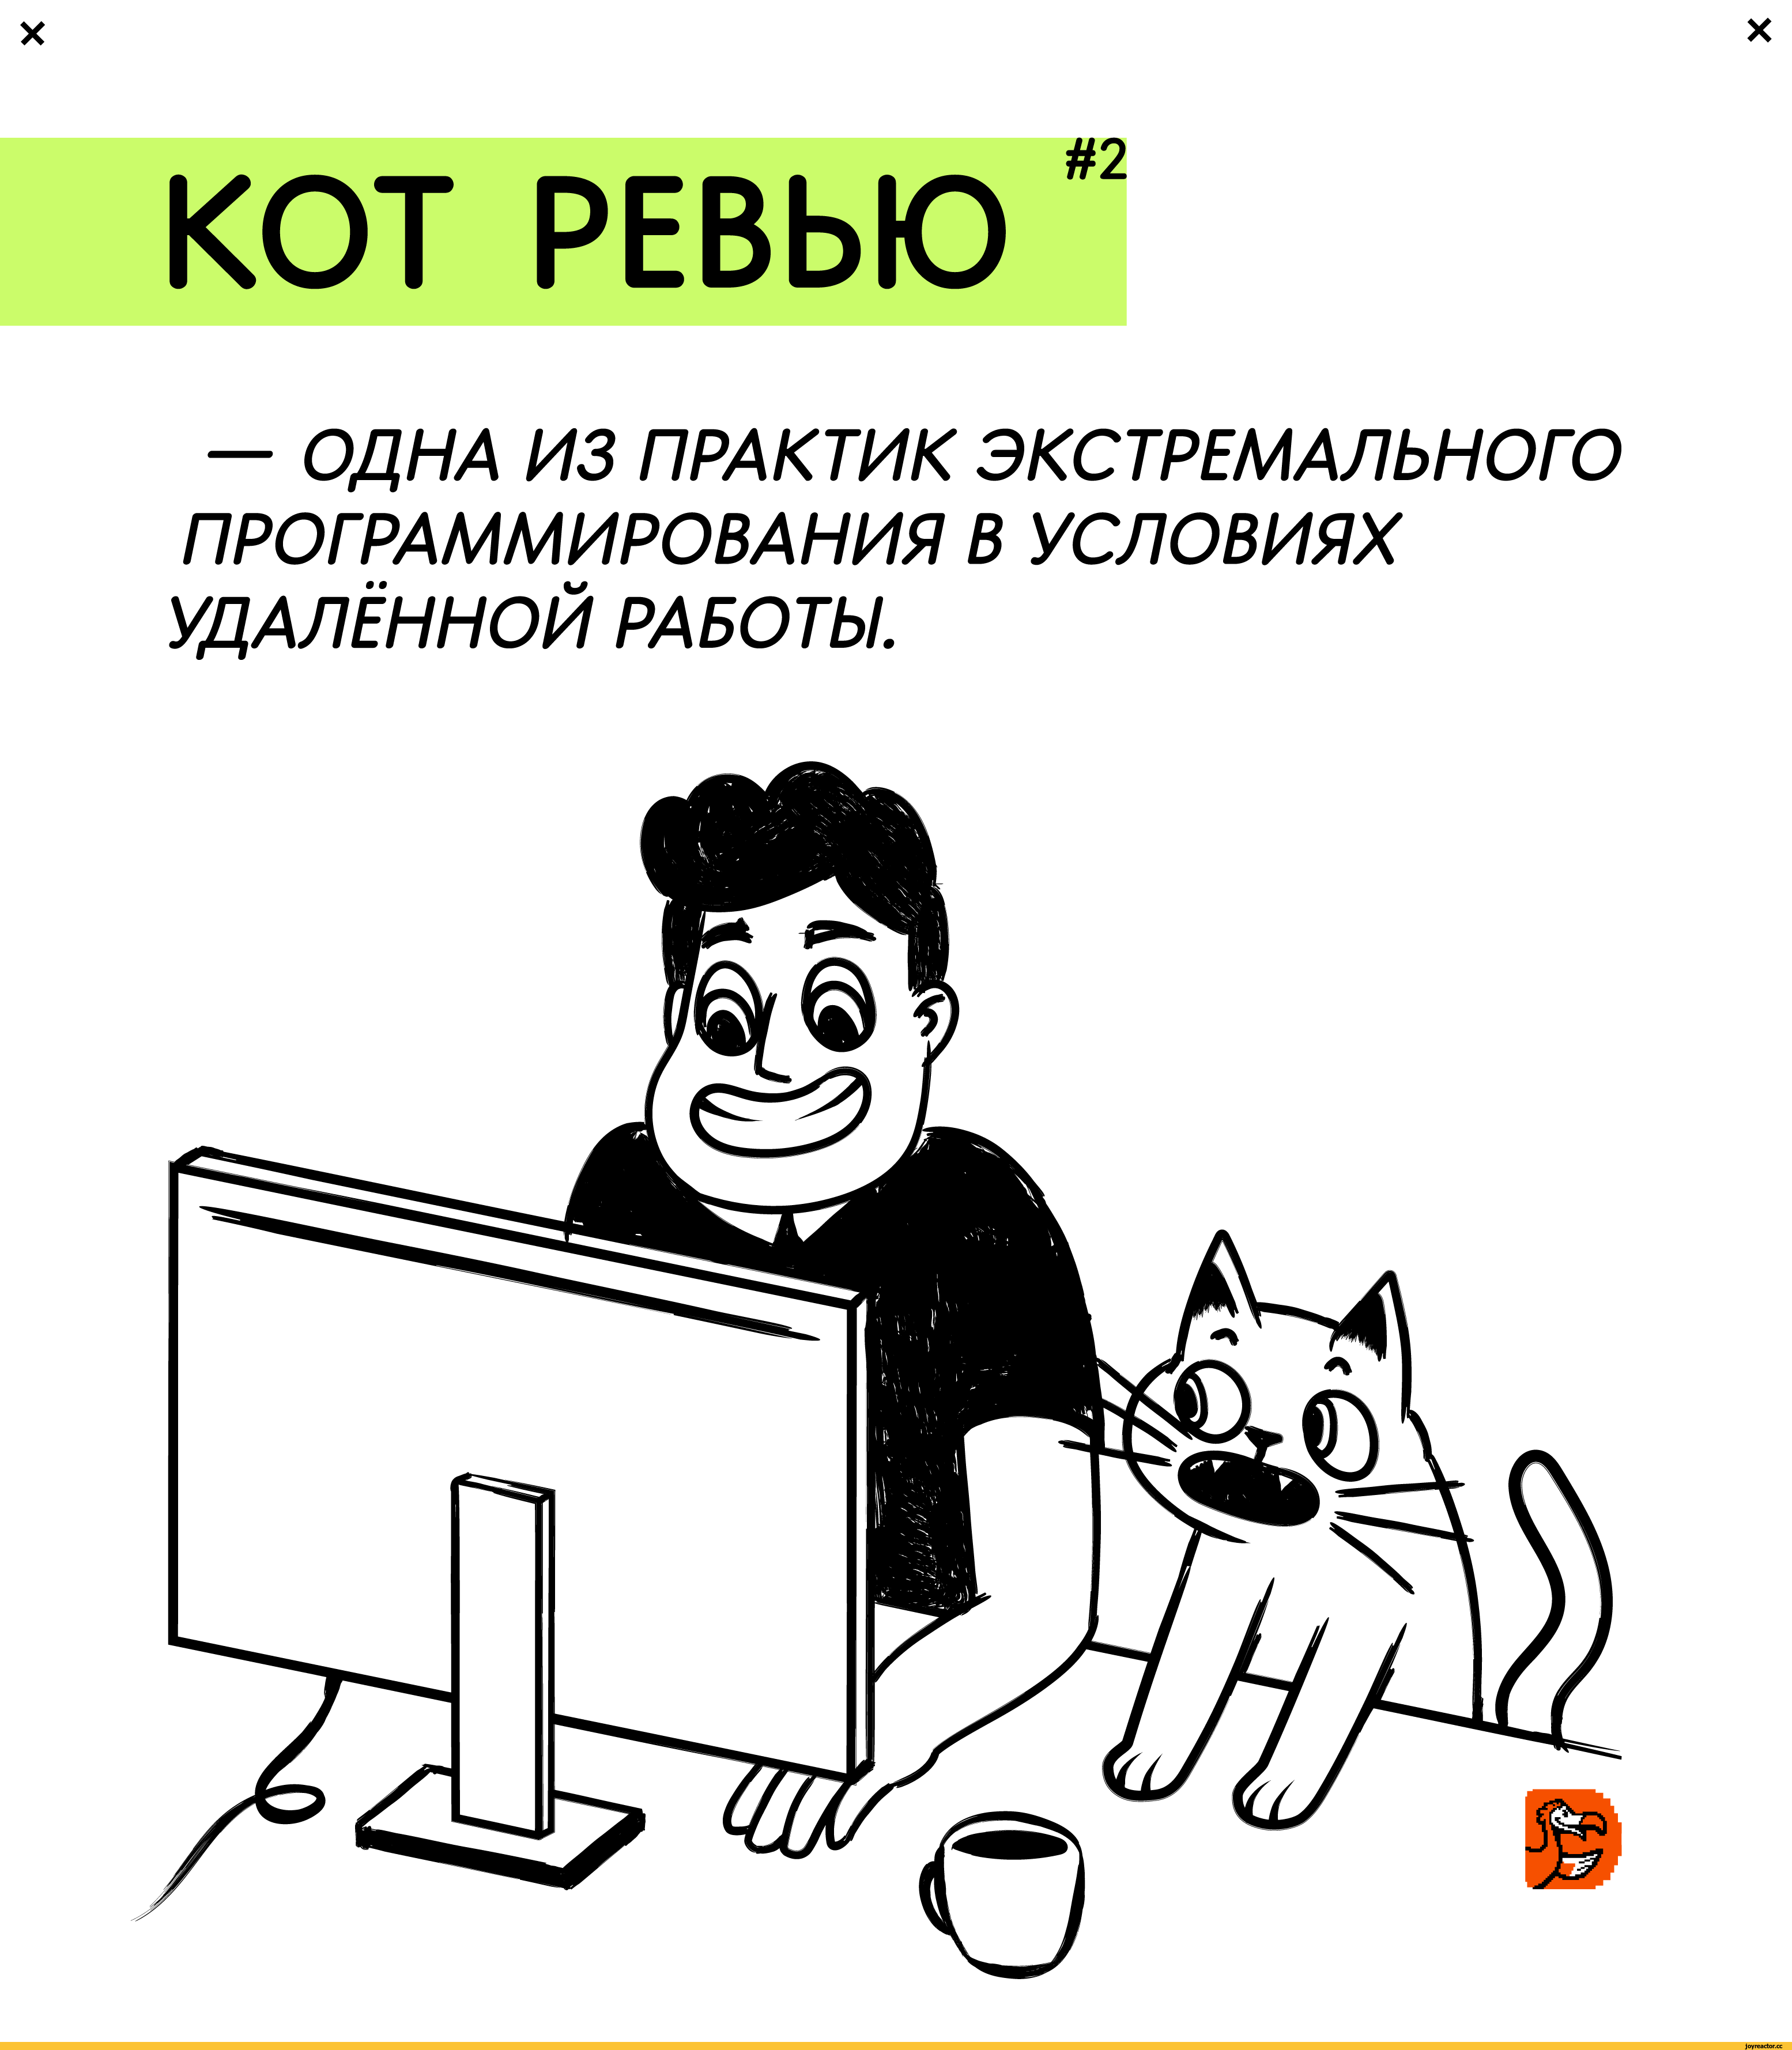 #2
КОТ РЕВЬЮ
— ОДНА ИЗ ПРАКТИК ЭКСТРЕМАЛЬНОГО
ПРОГРАММИРОВАНИЯ В УСЛОВИЯХ
УДАЛЁННОЙ РАБОТЫ.
joyreactor.cc